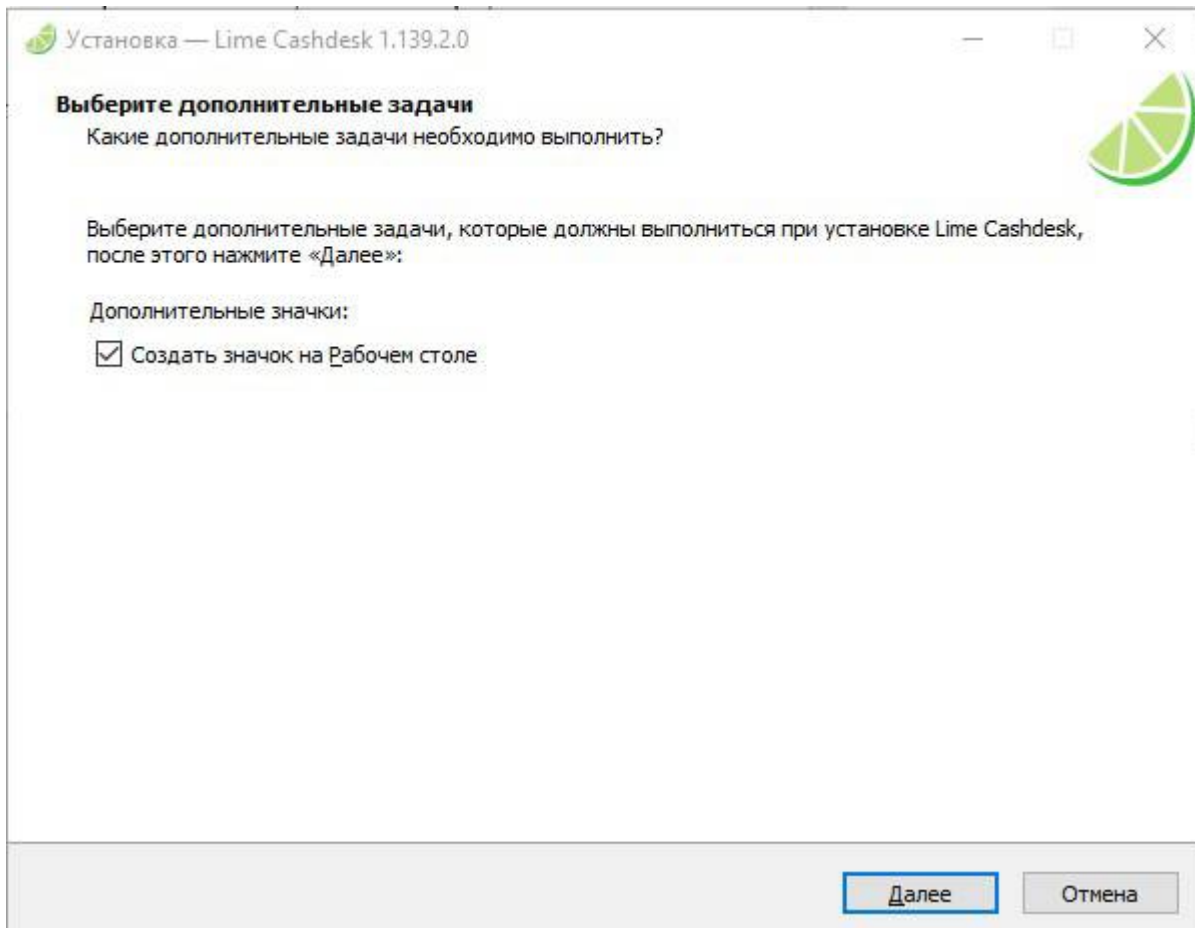 Установка — Lime Cashdesk 1.139.2.0
Выберите дополнительные задачи
Какие дополнительные задачи необходимо выполнить?
Выберите дополнительные задачи, которые должны выполниться при установке Lime Cashdesk,
после этого нажмите «Далее»:
Дополнительные значки:
Создать значок на Рабочем столе
Далее
Отмена